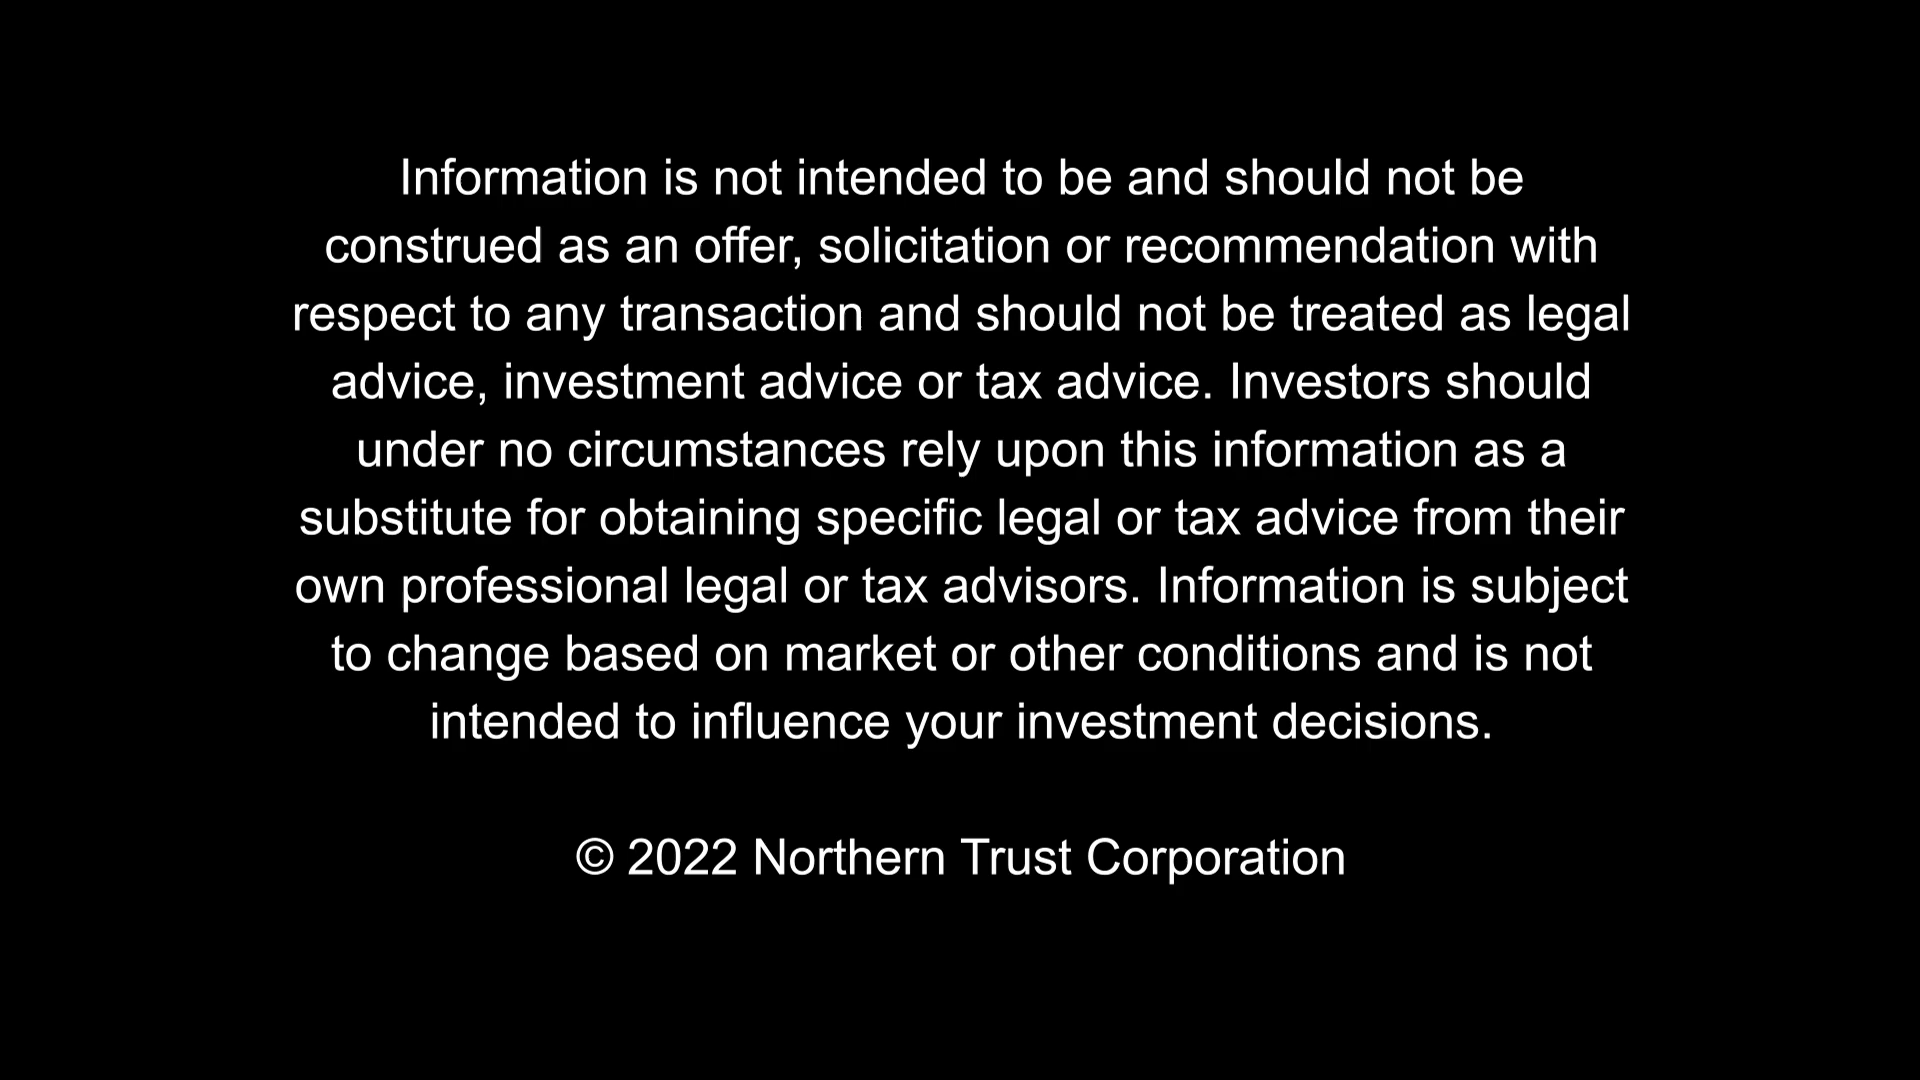 Information is not intended to be and should not be
construed as an offer, solicitation or recommendation with
respect to any transaction and should not be treated as legal
advice, investment advice or tax advice. Investors should
under no circumstances rely upon this information as a
substitute for obtaining specific legal or tax advice from their
own professional legal or tax advisors. Information is subject
to change based on market or other conditions and is not
intended to influence your investment decisions.
© 2022 Northern Trust Corporation